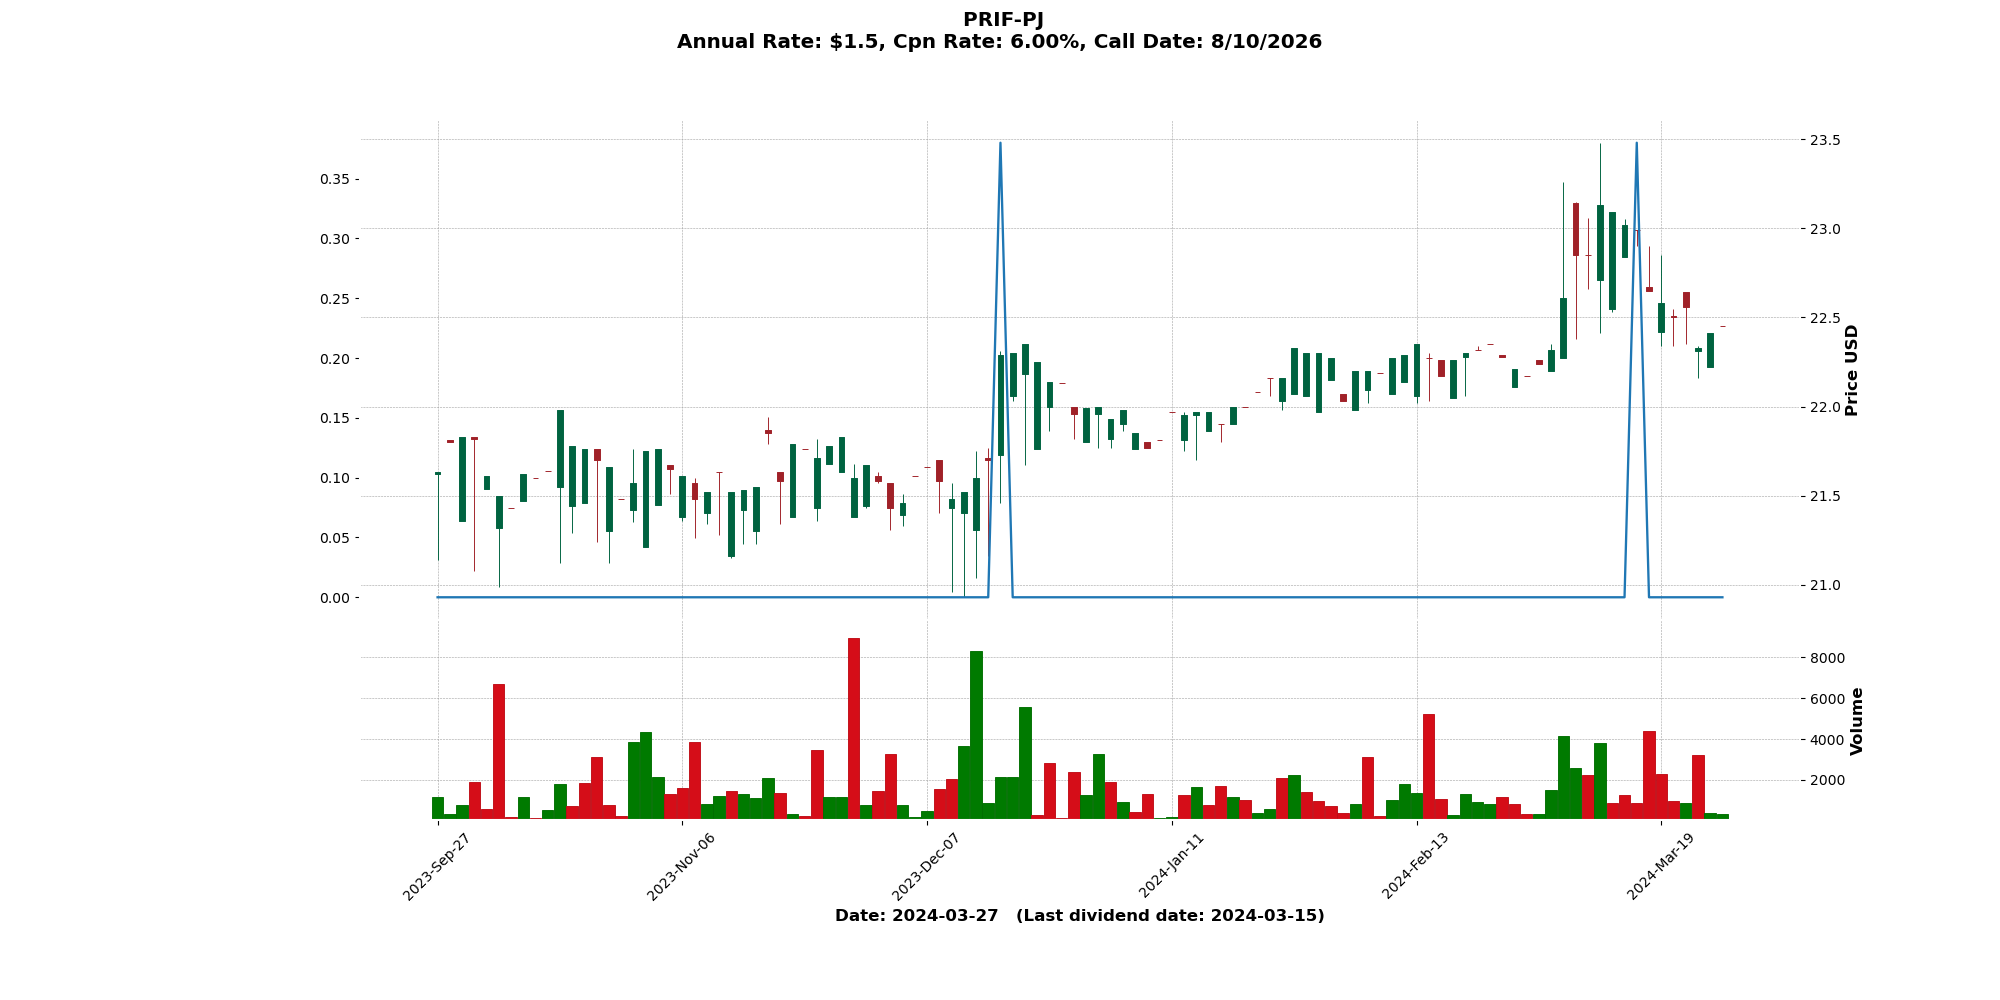 PRIF-PJ
Annual Rate: $1.5, Cpn Rate: 6.00%, Call Date: 8/10/2026
0.35
0.30
0.25
0.20
0.15
0.10
0.05
0.00
23.5
23.0
22.5
22.0
21.5
21.0
Price USD
8000
6000
4000
2000
Volume
2023-Sep-27
2023-Nov-06
2023-Dec-07
2024-Jan-11
2024-Feb-13
2024-Mar-19
Date: 2024-03-27   (Last dividend date: 2024-03-15)